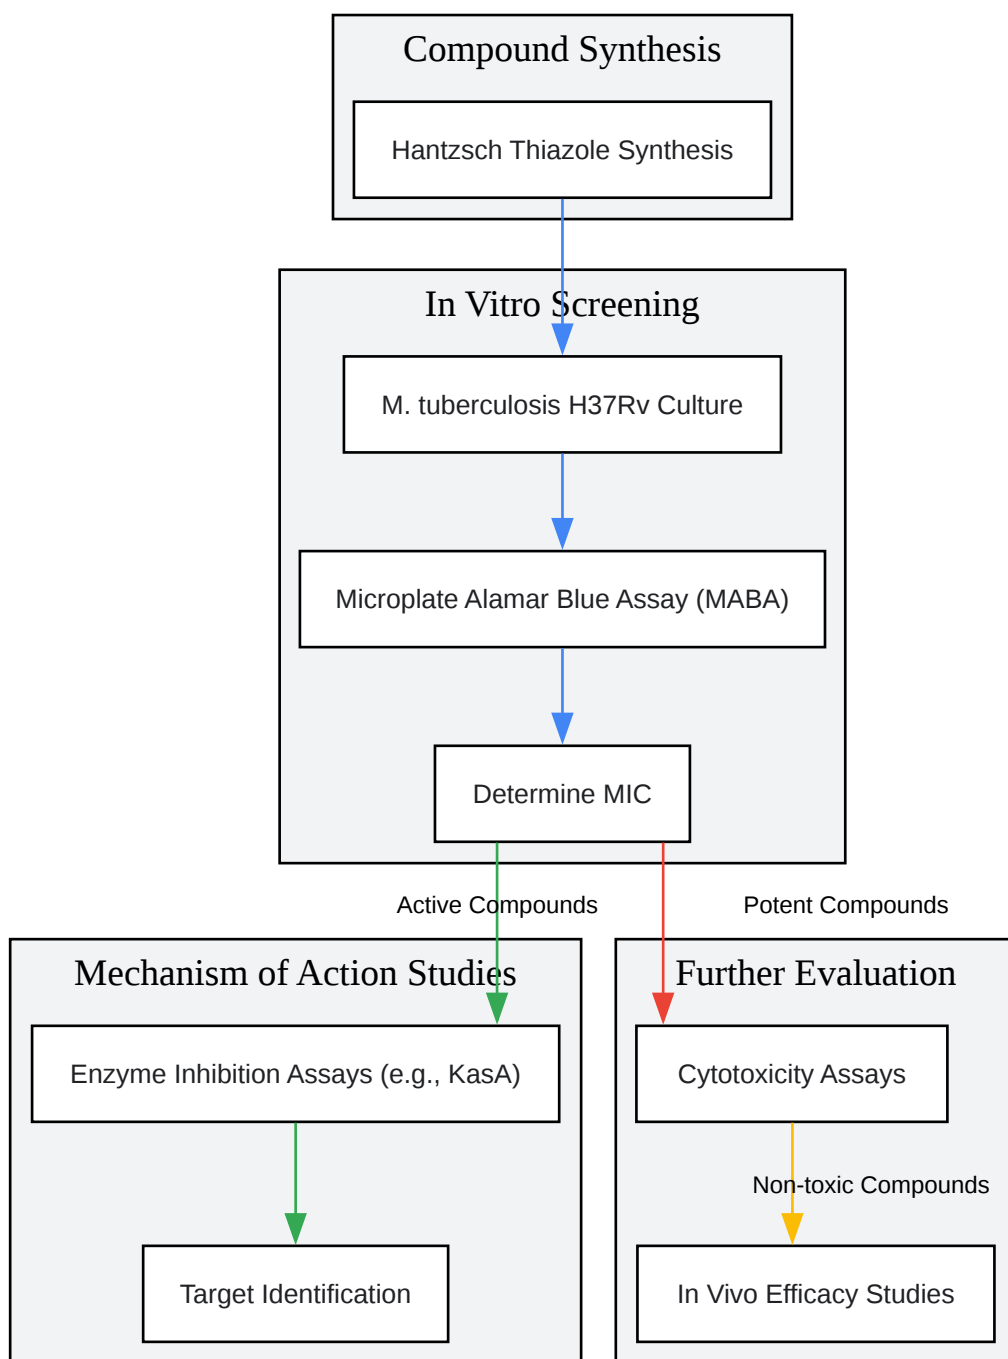 Compound Synthesis
Hantzsch Thiazole Synthesis
In Vitro Screening
M. tuberculosis H37Rv Culture
Microplate Alamar Blue Assay (MABA)
Determine MIC
Active Compounds
Potent Compounds
Mechanism of Action Studies
Further Evaluation
Enzyme Inhibition Assays (e.g., KasA)
Cytotoxicity Assays
Non-toxic Compounds
Target Identification
In Vivo Efficacy Studies